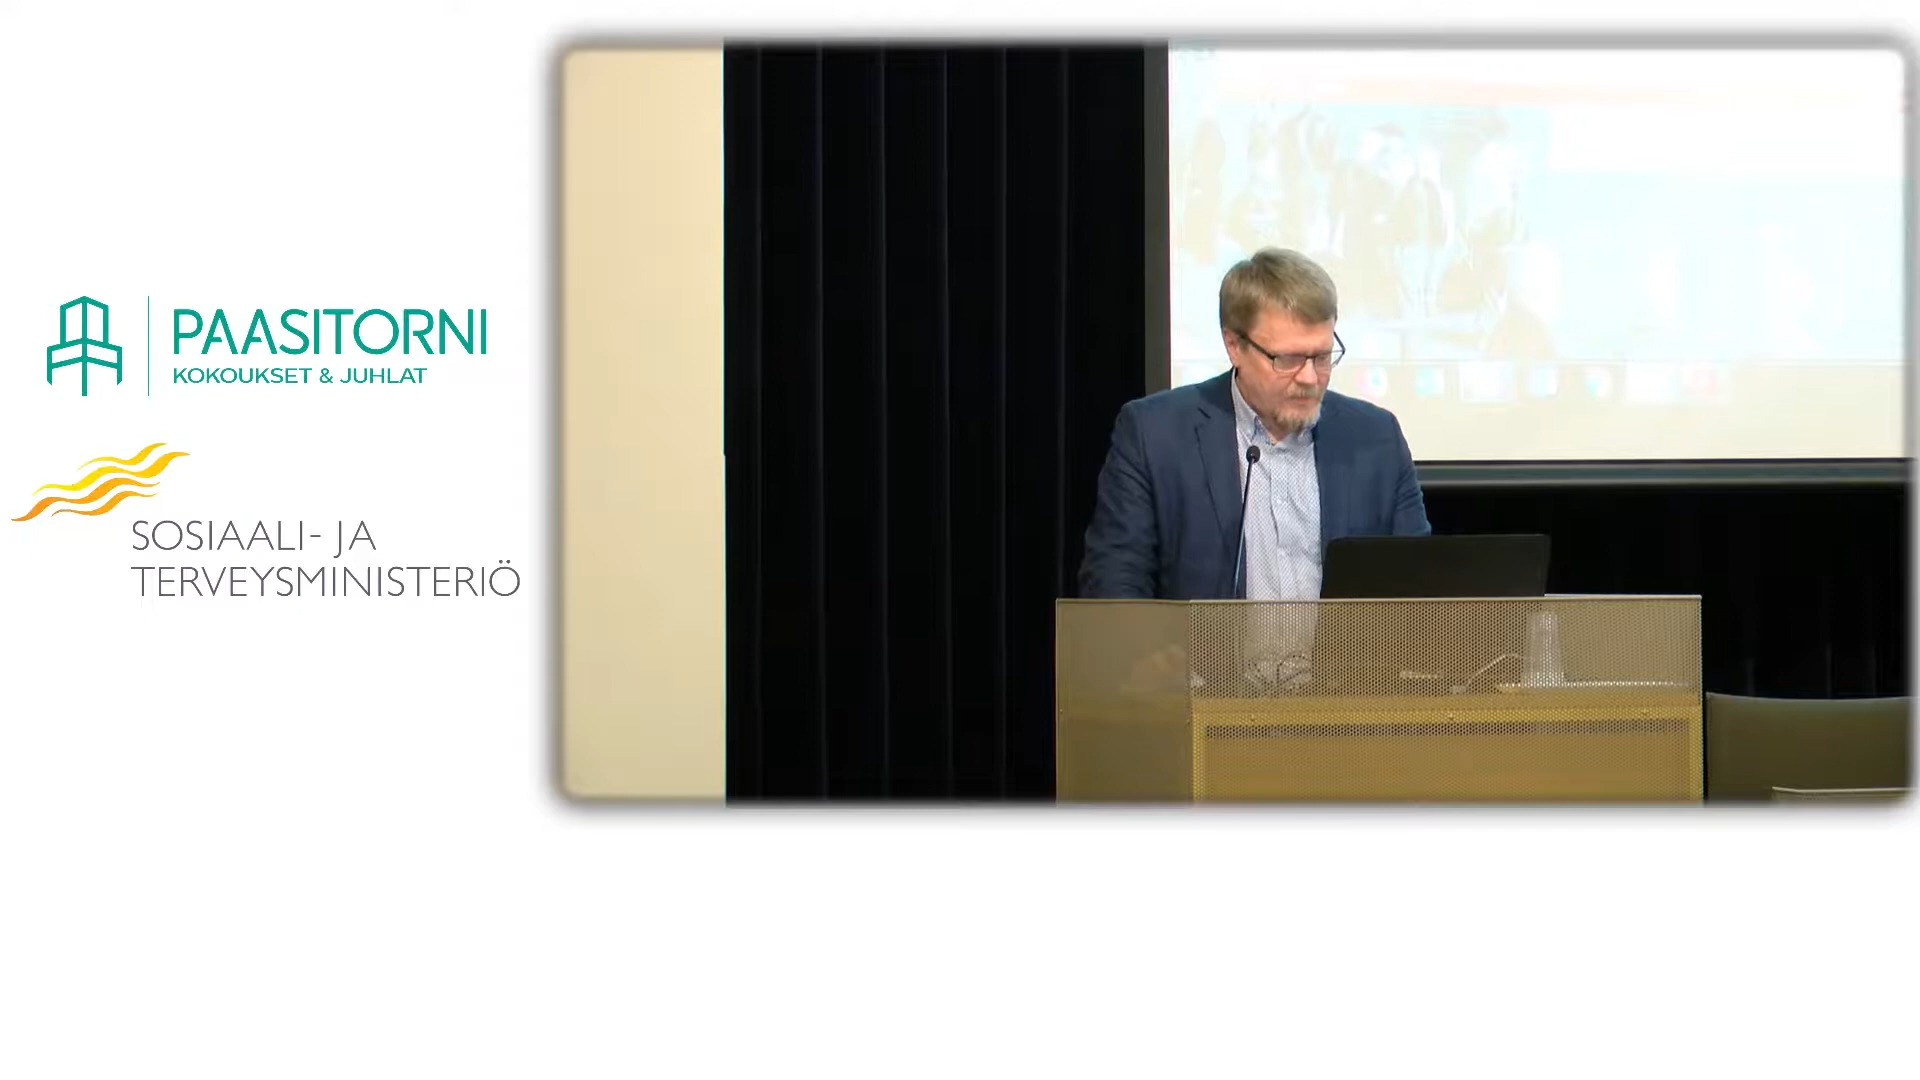 PAASITORNI
KOKOUKSET & JUHLAT
SOSIAALI- JA
TERVEYSMINISTERIÖ